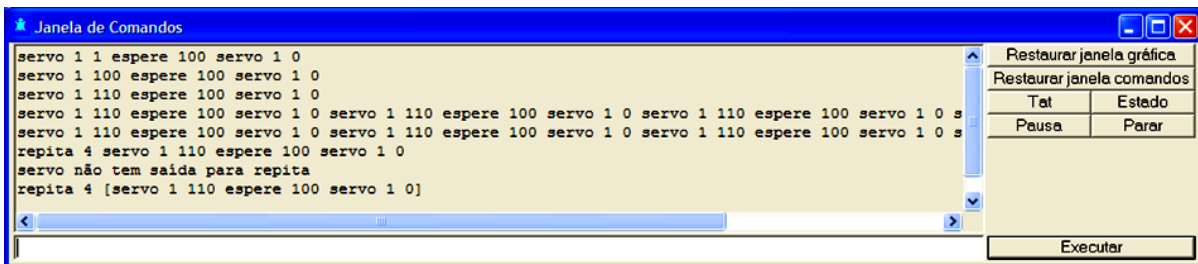 Janela de Comandos
servo 1 1 espere 100 servo 1 0
servo 1 100 espere 100 servo 1 0
servo 1 110 espere 100 servo 1 0
servo 1 110 espere 100 servo 1 0 servo 1 110 espere 100 servo 1 0 servo 1 110 espere 100 servo 1 0 s
servo 1 110 espere 100 servo 1 0 servo 1 110 espere 100 servo 1 0 servo 1 110 espere 100 servo 1 0 s
repita 4 servo 1 110 espere 100 servo 1 0
servo não tem saída para repita
repita 4 [servo 1 110 espere 100 servo 1 0]
Restaurar janela gráfica
Restaurar janela comandos
Tat Estado
Pausa Parar
Executar